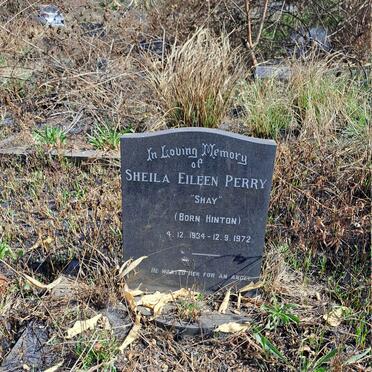 In Loving Memory
of
SHEILA EILEEN PERRY
"SHAY"
(BORN HINTON)
4.12.1934 - 12.9.1972
HE WANTED HER FOR AN ANGEL